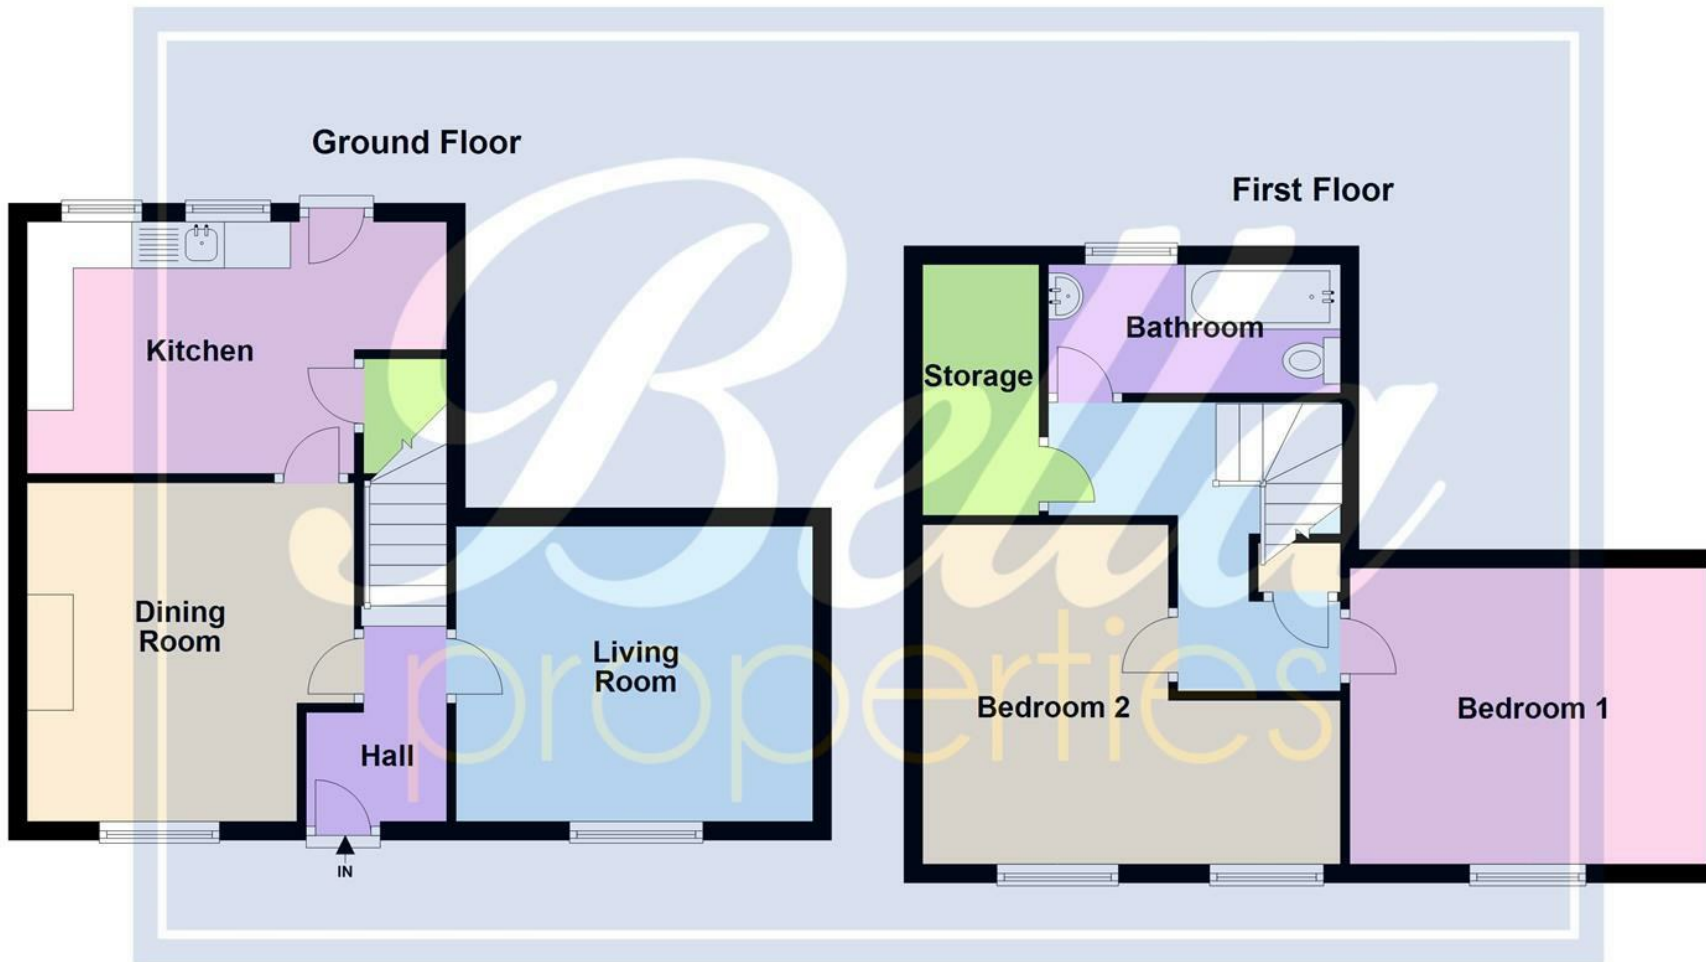 Ground Floor
Kitchen
Dining
Room
Living
Room
Hall
IN
First Floor
Bathroom
Storage
Bedroom 2
Bedroom 1
Bella
properties